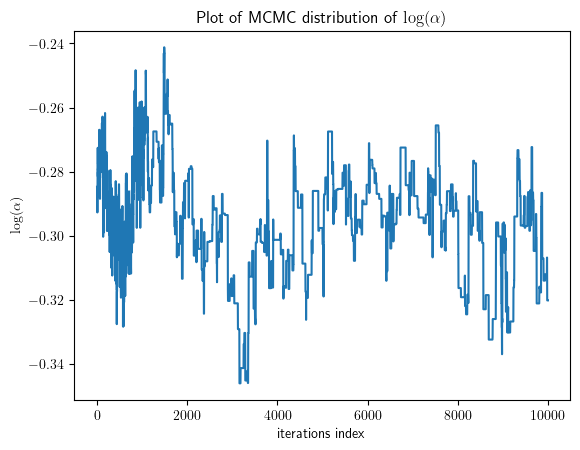 Plot of MCMC distribution of log(α)
−0.24
−0.26
−0.28
−0.30
−0.32
−0.34
log(α)
0 2000 4000 6000 8000 10000
iterations index